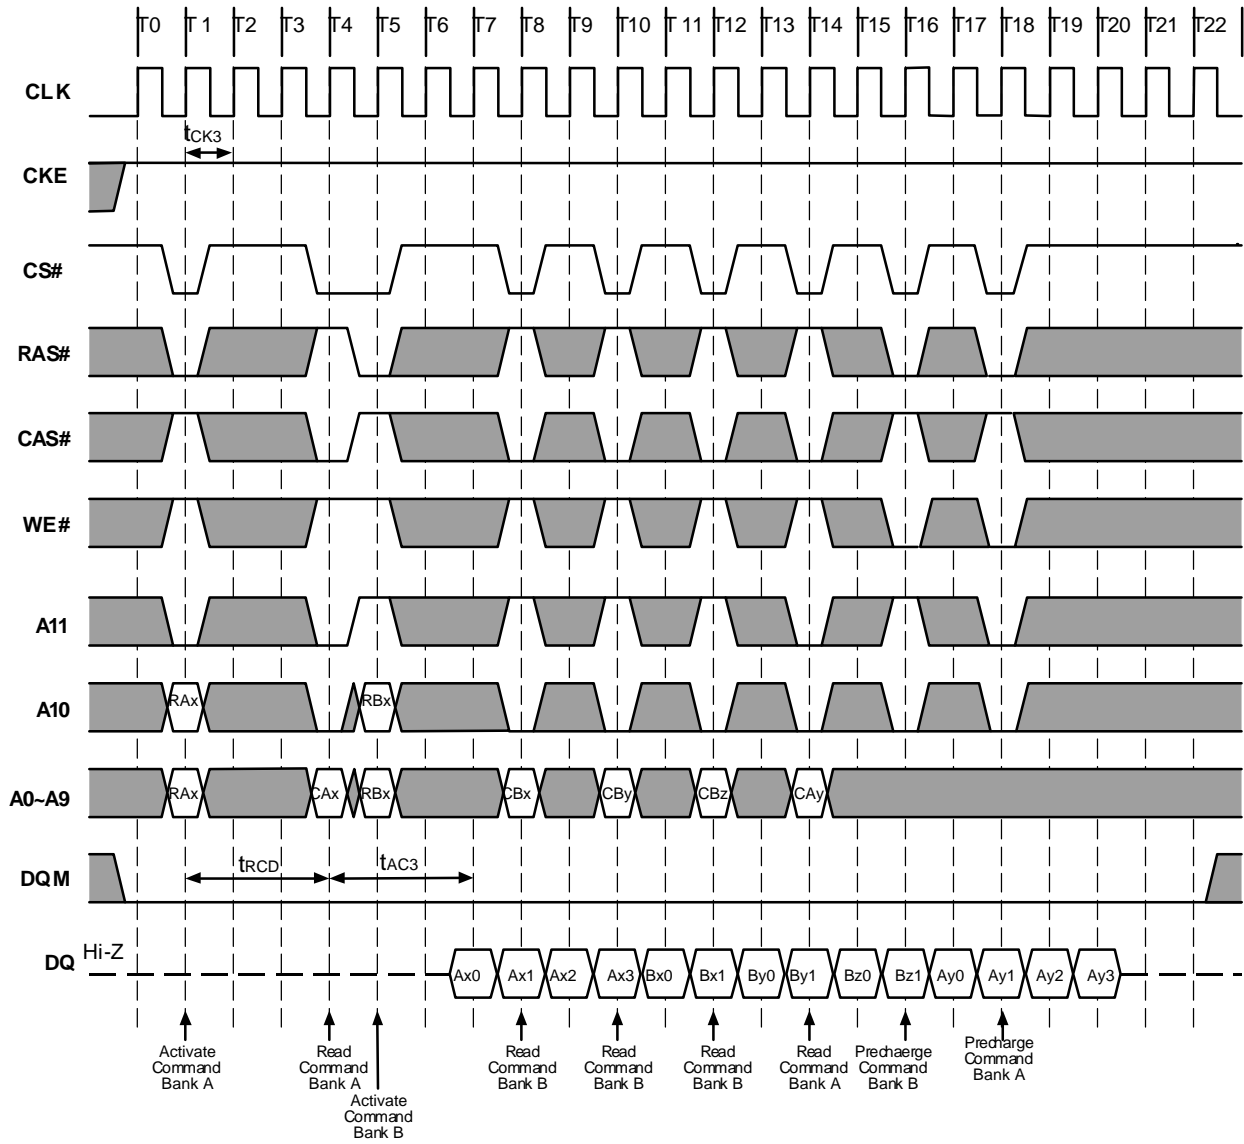 T0 T1 T2 T3 T4 T5 T6 T7 T8 T9 T10 T11 T12 T13 T14 T15 T16 T17 T18 T19 T20 T21 T22
CLK
tCK3
CKE
CS#
RAS#
CAS#
WE#
A11
A10 RAx RBx
A0~A9 RAx CAx RBx CBx CBy CBz CAy
DQM tRCD tAC3
DQ Hi-Z Ax0 Ax1 Ax2 Ax3 Bx0 Bx1 By0 By1 Bz0 Bz1 Ay0 Ay1 Ay2 Ay3
Activate
Command
Bank A
Read
Command
Bank A
Activate
Command
Bank B
Read
Command
Bank B
Read
Command
Bank B
Read
Command
Bank B
Read
Command
Bank A
Prechaerge
Command
Bank B
Precharge
Command
Bank A